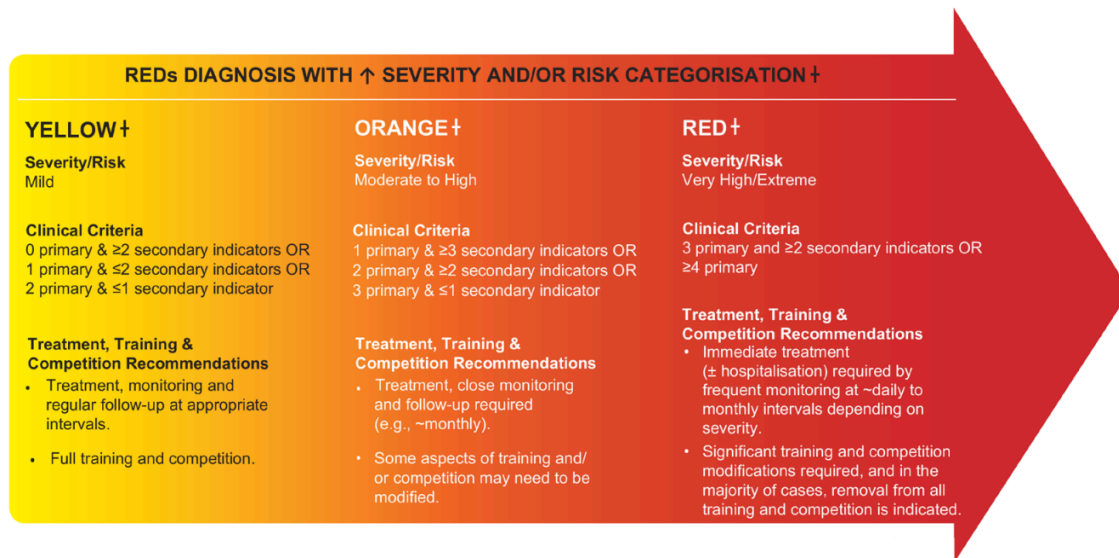 REDs DIAGNOSIS WITH ↑ SEVERITY AND/OR RISK CATEGORISATION ƚ
YELLOW ƚ
Severity/Risk
Mild
Clinical Criteria
0 primary & ≥2 secondary indicators OR
1 primary & ≤2 secondary indicators OR
2 primary & ≤1 secondary indicator
Treatment, Training &
Competition Recommendations
• Treatment, monitoring and
regular follow-up at appropriate
intervals.
• Full training and competition.
ORANGE ƚ
Severity/Risk
Moderate to High
Clinical Criteria
1 primary & ≥3 secondary indicators OR
2 primary & ≥2 secondary indicators OR
3 primary & ≤1 secondary indicator
Treatment, Training &
Competition Recommendations
• Treatment, close monitoring
and follow-up required
(e.g., ~monthly).
• Some aspects of training and/
or competition may need to be
modified.
RED ƚ
Severity/Risk
Very High/Extreme
Clinical Criteria
3 primary and ≥2 secondary indicators OR
≥4 primary
Treatment, Training &
Competition Recommendations
• Immediate treatment
(± hospitalisation) required by
frequent monitoring at ~daily to
monthly intervals depending on
severity.
• Significant training and competition
modifications required, and in the
majority of cases, removal from all
training and competition is indicated.